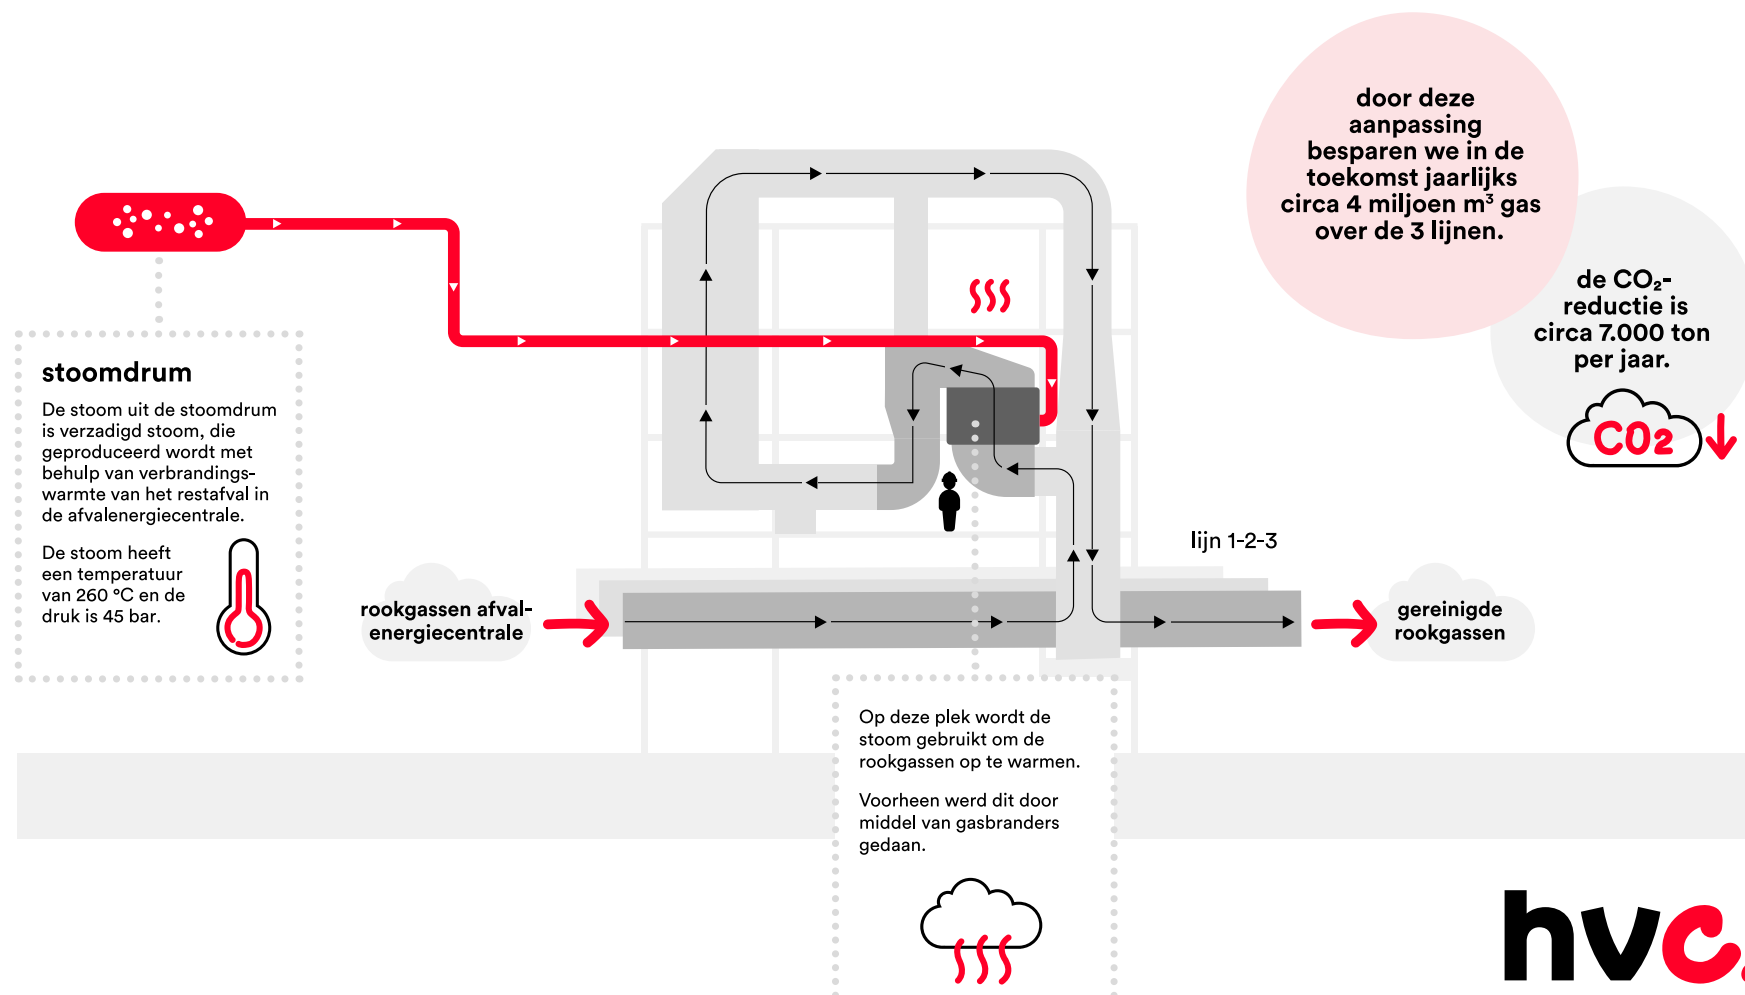 door deze
aanpassing
besparen we in de
toekomst jaarlijks
circa 4 miljoen m³ gas
over de 3 lijnen.
de CO₂-
reductie is
circa 7.000 ton
per jaar.
CO2
stoomdrum
De stoom uit de stoomdrum
is verzadigd stoom, die
geproduceerd wordt met
behulp van verbrandings-
warmte van het restafval in
de afvalenergiecentrale.
De stoom heeft
een temperatuur
van 260 °C en de
druk is 45 bar.
rookgassen afval-
energiecentrale
lijn 1-2-3
gereinigde
rookgassen
Op deze plek wordt de
stoom gebruikt om de
rookgassen op te warmen.
Voorheen werd dit door
middel van gasbranders
gedaan.
hvc.